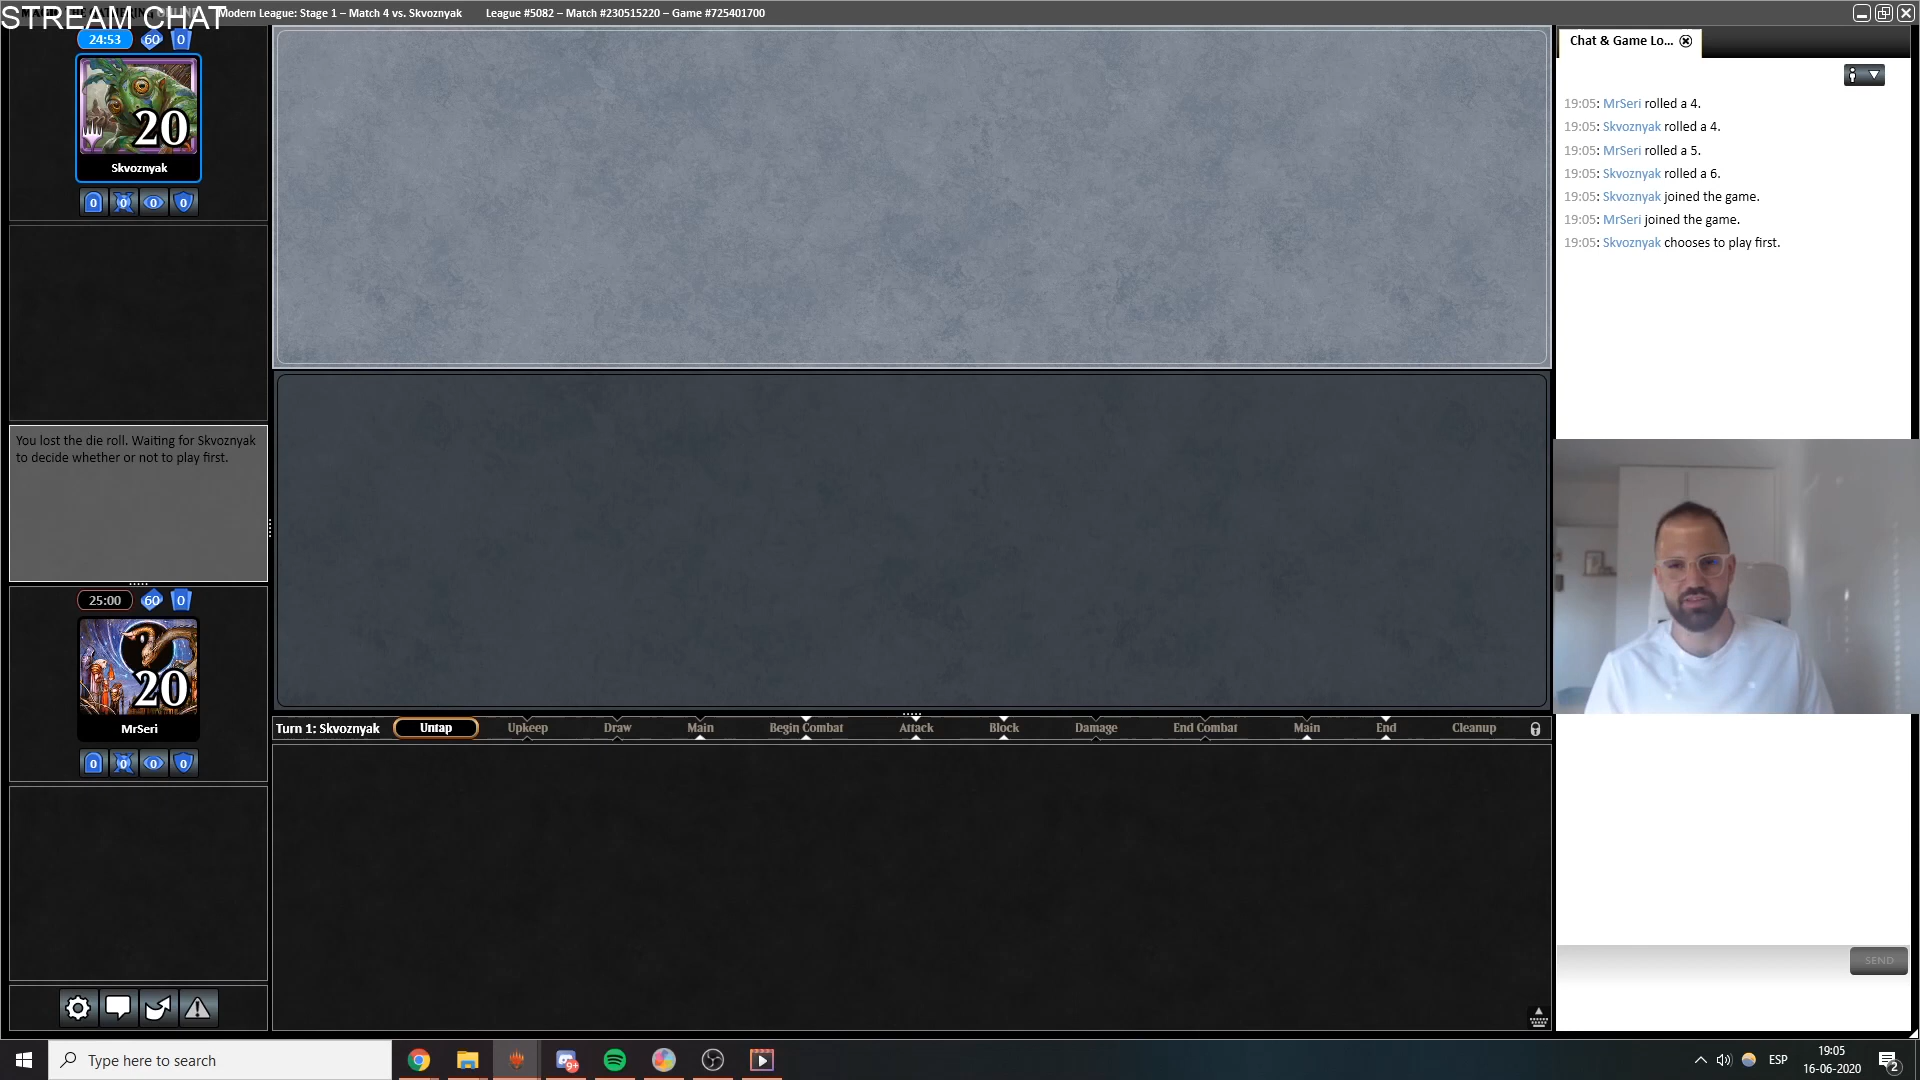 STREAM CHAT
Modern League: Stage 1 – Match 4 vs. Skvoznyak
League #5082 – Match #230515220 – Game #725401700
24:53
60
0
20
Skvoznyak
0
0
0
0
You lost the die roll. Waiting for Skvoznyak
to decide whether or not to play first.
25:00
60
0
20
MrSeri
0
0
0
0
Turn 1: Skvoznyak
Untap
Upkeep
Draw
Main
Begin Combat
Attack
Block
Damage
End Combat
Main
End
Cleanup
Chat & Game Lo...
19:05: MrSeri rolled a 4.
19:05: Skvoznyak rolled a 4.
19:05: MrSeri rolled a 5.
19:05: Skvoznyak rolled a 6.
19:05: Skvoznyak joined the game.
19:05: MrSeri joined the game.
19:05: Skvoznyak chooses to play first.
SEND
Type here to search
9+
ESP
19:05
16-06-2020
2